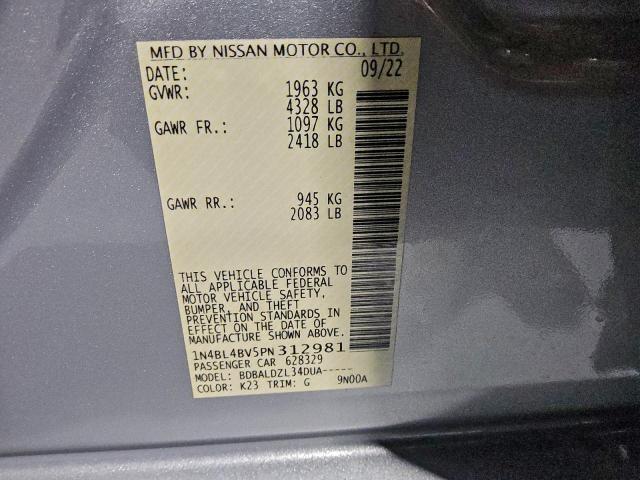 MFD BY NISSAN MOTOR CO., LTD.
DATE: 09/22
GVWR: 1963 KG
4328 LB
GAWR FR.: 1097 KG
2418 LB
GAWR RR.: 945 KG
2083 LB
THIS VEHICLE CONFORMS TO
ALL APPLICABLE FEDERAL
MOTOR VEHICLE SAFETY,
BUMPER, AND THEFT
PREVENTION STANDARDS IN
EFFECT ON THE DATE OF
MANUFACTURE SHOWN ABOVE.
1N4BL4BV5PN312981
PASSENGER CAR 628329
MODEL: BDBALDZL34DUA-----
COLOR: K23 TRIM: G 9N00A